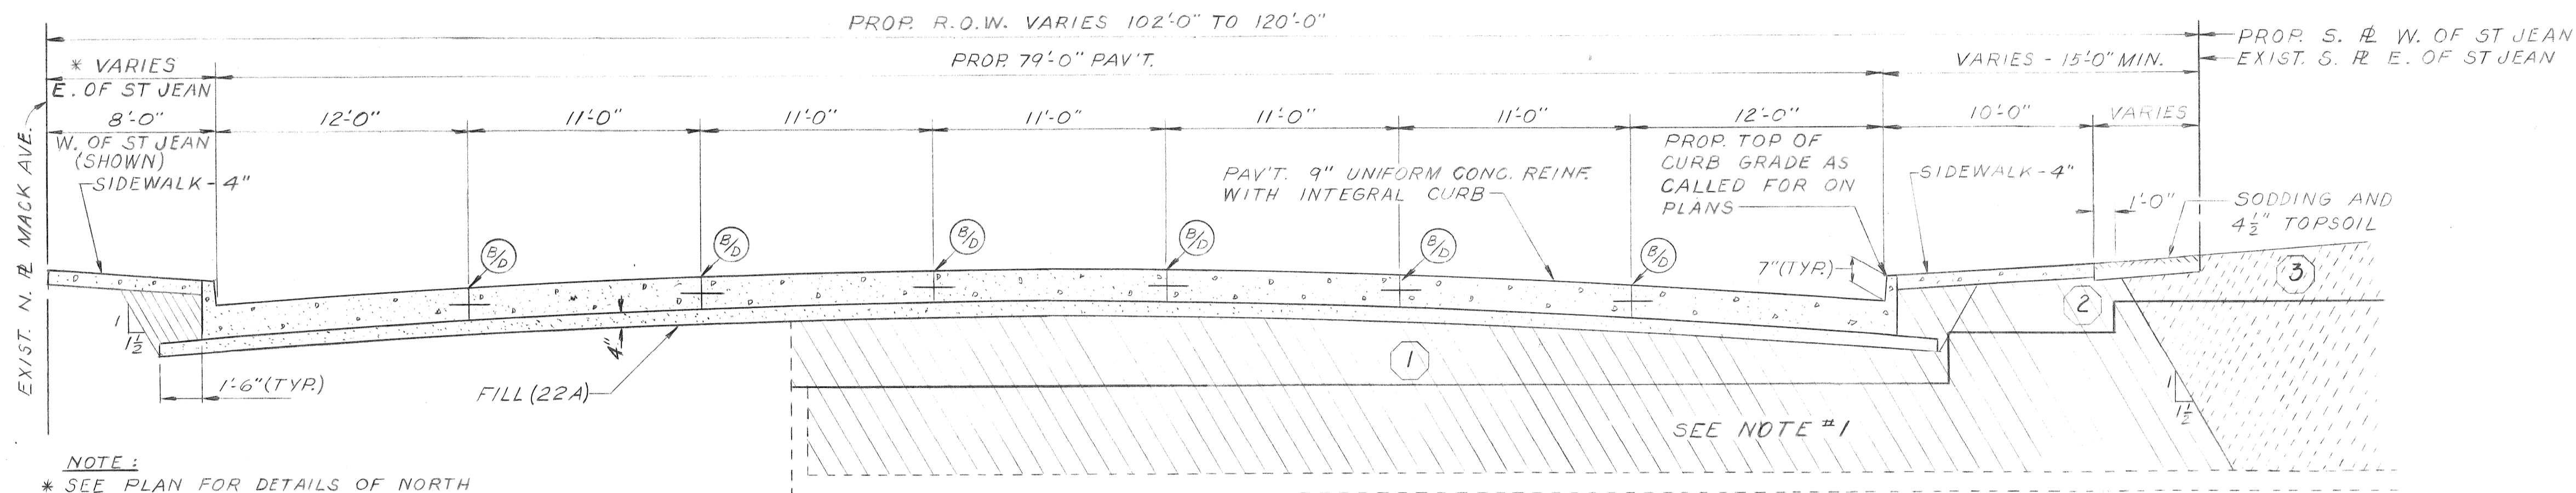 PROP. R.O.W. VARIES 102'-0" TO 120'-0"
PROP. S. ⅊ W. OF ST JEAN
EXIST. S. ⅊ E. OF ST JEAN
* VARIES
E. OF ST JEAN
PROP. 79'-0" PAV'T.
VARIES - 15'-0" MIN.
8'-0"
12'-0"
11'-0"
11'-0"
11'-0"
11'-0"
11'-0"
12'-0"
10'-0"
VARIES
W. OF ST JEAN
(SHOWN)
SIDEWALK - 4"
EXIST. N. ⅊ MACK AVE.
PAV'T. 9" UNIFORM CONC. REINF.
WITH INTEGRAL CURB
PROP. TOP OF
CURB GRADE AS
CALLED FOR ON
PLANS
SIDEWALK - 4"
1'-0"
SODDING AND
4½" TOPSOIL
B/D
B/D
B/D
B/D
B/D
B/D
7" (TYP.)
3
2
1
1½
4"
1
1'-6" (TYP.)
FILL (22A)
1
1½
SEE NOTE #1
NOTE :
* SEE PLAN FOR DETAILS OF NORTH